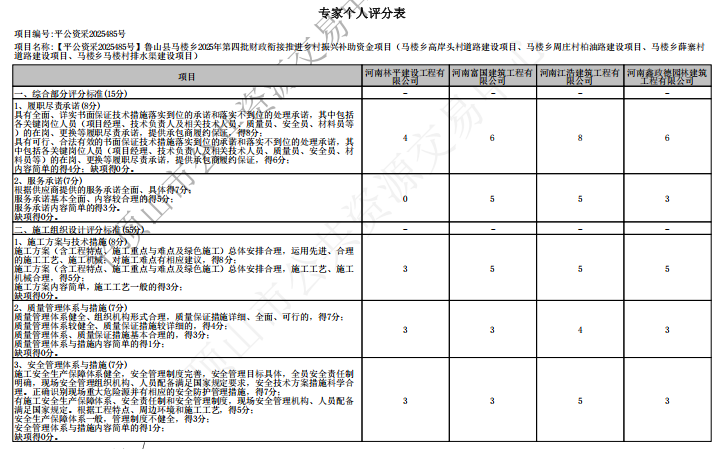 专家个人评分表
项目编号:平公资采2025485号
项目名称:【平公资采2025485号】鲁山县马楼乡2025年第四批财政衔接推进乡村振兴补助资金项目（马楼乡高岸头村道路建设项目、马楼乡周庄村柏油路建设项目、马楼乡薛寨村
道路建设项目、马楼乡马楼村排水渠建设项目）
项目 河南林平建设工程有限公司 河南富国建筑工程有限公司 河南江浩建筑工程有限公司 河南鑫政德园林建筑工程有限公司
一、综合部分评分标准(15分) - - - -
1、履职尽责承诺(8分)
具有全面、详实书面保证技术措施落实到位的承诺和落实不到位的处理承诺，其中包括
各关键岗位人员（项目经理、技术负责人及相关技术人员、质量员、安全员、材料员等
）的在岗、更换等履职尽责承诺，提供承包商履约保证，得8分；
具有可行、合法有效的书面保证技术措施落实到位的承诺和落实不到位的处理承诺，其
中包括各关键岗位人员（项目经理、技术负责人及相关技术人员、质量员、安全员、材
料员等）的在岗、更换等履职尽责承诺，提供承包商履约保证，得6分；
内容简单的得4分；缺项得0分。
4 6 8 6
2、服务承诺(7分)
根据供应商提供的服务承诺全面、具体得7分；
服务承诺基本全面、内容较合理的得5分；
服务承诺内容简单的得3分。
缺项得0分。
0 5 5 3
二、施工组织设计评分标准(55分) - - - -
1、施工方案与技术措施(8分)
施工方案（含工程特点、施工重点与难点及绿色施工）总体安排合理，运用先进、合理
的施工工艺、施工机械；对施工难点有相应建议，得8分；
施工方案（含工程特点、施工重点与难点及绿色施工）总体安排合理，施工工艺、施工
机械合理，得5分；
施工方案内容简单，施工工艺一般的得3分；
缺项得0分。
3 5 5 5
2、质量管理体系与措施(7分)
质量管理体系健全、组织机构形式合理，质量保证措施详细、全面、可行的，得7分；
质量管理体系较健全、质量保证措施较详细的，得4分；
质量管理体系、质量保证措施基本合理的，得3分；
质量管理体系与措施内容简单的得1分；
缺项得0分。
3 3 4 3
3、安全管理体系与措施(7分)
施工安全生产保障体系健全，安全管理制度完善，安全管理目标具体，全员安全责任制
明确，现场安全管理组织机构、人员配备满足国家规定要求，安全技术方案措施科学合
理。正确识别现场重大危险源并有相应的安全防护管理措施，得7分；
有施工安全生产保障体系、安全责任制和安全管理制度，现场安全管理机构、人员配备
满足国家规定。根据工程特点、周边环境和施工工艺，得5分；
安全生产保障体系一般，管理制度不健全，得3分；
安全管理体系与措施内容简单的得1分；
缺项得0分。
3 3 5 3